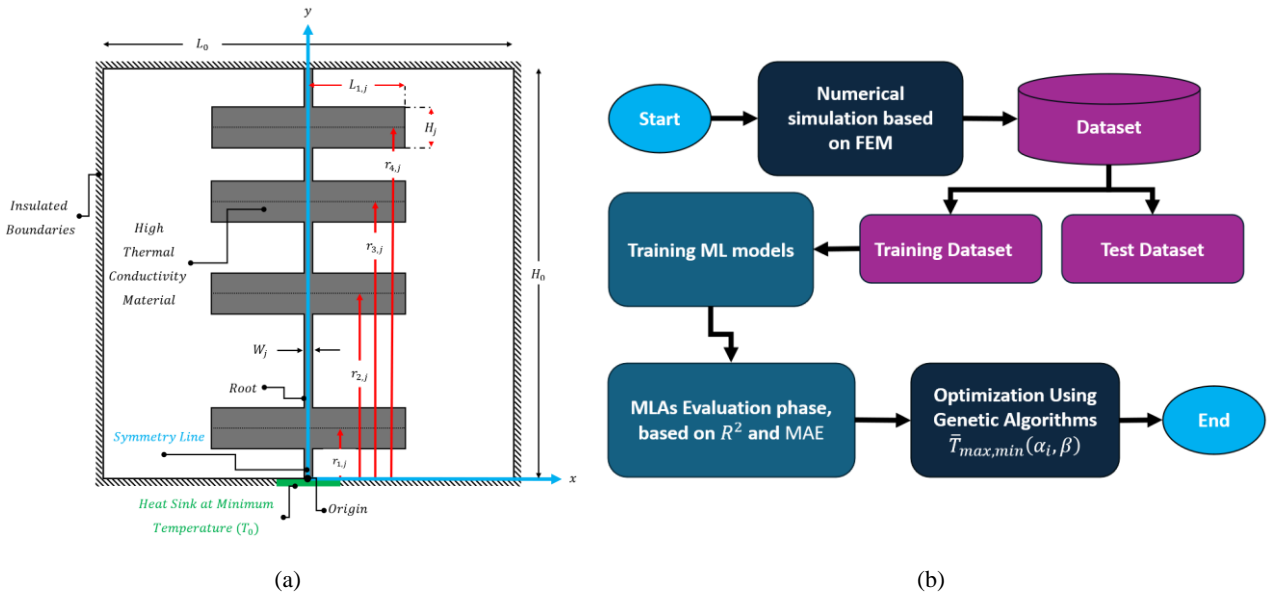 y
L₀
L₁,ⱼ
Hⱼ
r₄,ⱼ
Insulated
Boundaries
High
Thermal
Conductivity
Material
r₃,ⱼ
H₀
Wⱼ
r₂,ⱼ
Root
Symmetry Line
r₁,ⱼ
x
Heat Sink at Minimum
Temperature (T₀)
Origin
(a)
Start
Numerical
simulation based
on FEM
Dataset
Training ML models
Training Dataset
Test Dataset
MLAs Evaluation phase,
based on R² and MAE
Optimization Using
Genetic Algorithms
T̅max,min(αᵢ, β)
End
(b)